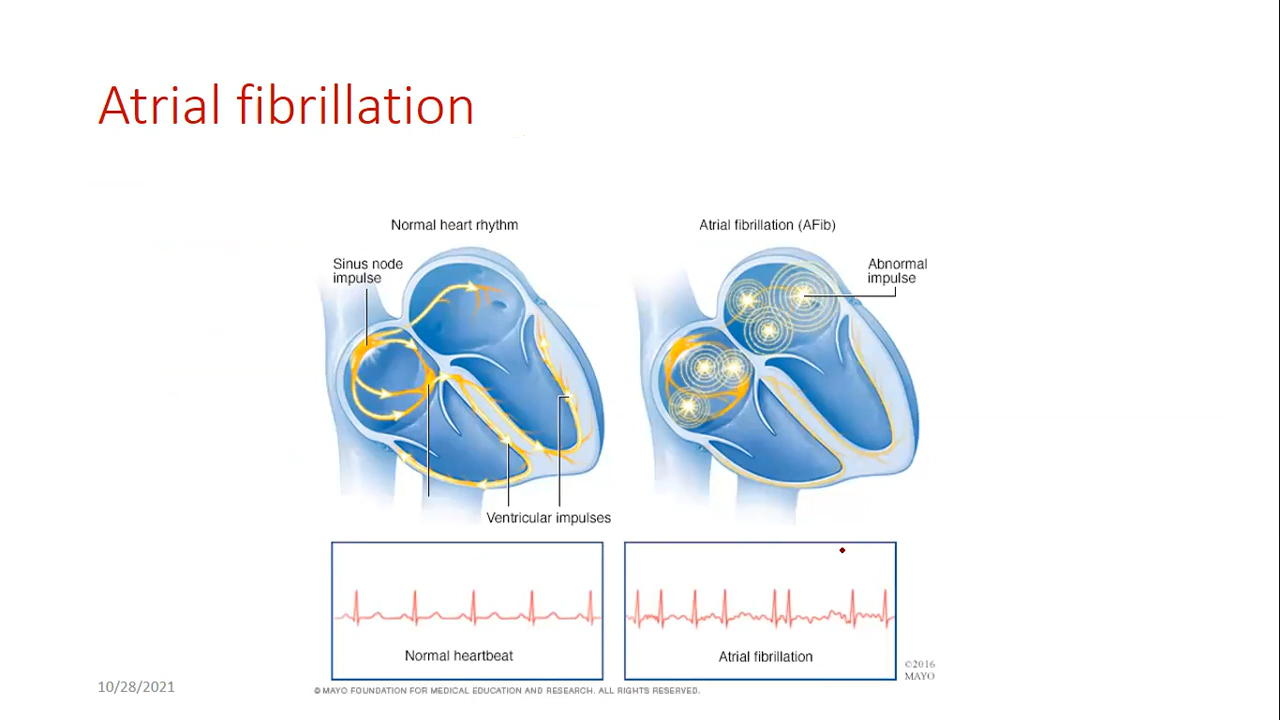 Atrial fibrillation
Normal heart rhythm
Atrial fibrillation (AFib)
Sinus node
impulse
Abnormal
impulse
Ventricular impulses
Normal heartbeat
Atrial fibrillation
©2016
MAYO
10/28/2021
© MAYO FOUNDATION FOR MEDICAL EDUCATION AND RESEARCH. ALL RIGHTS RESERVED.